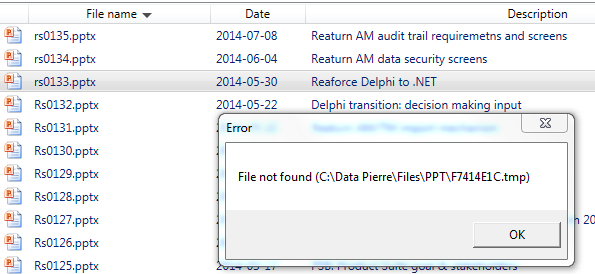 File name Date Description
rs0135.pptx 2014-07-08 Reaturn AM audit trail requiremetns and screens
rs0134.pptx 2014-06-04 Reaturn AM data security screens
rs0133.pptx 2014-05-30 Reaforce Delphi to .NET
Rs0132.pptx 2014-05-22 Delphi transition: decision making input
Rs0131.pptx
Rs0130.pptx
Rs0129.pptx
Rs0128.pptx
Rs0127.pptx
Rs0126.pptx
Rs0125.pptx 2014-03-17 PSB: Product Suite goal & stakeholders
Error
File not found (C:\Data Pierre\Files\PPT\F7414E1C.tmp)
OK